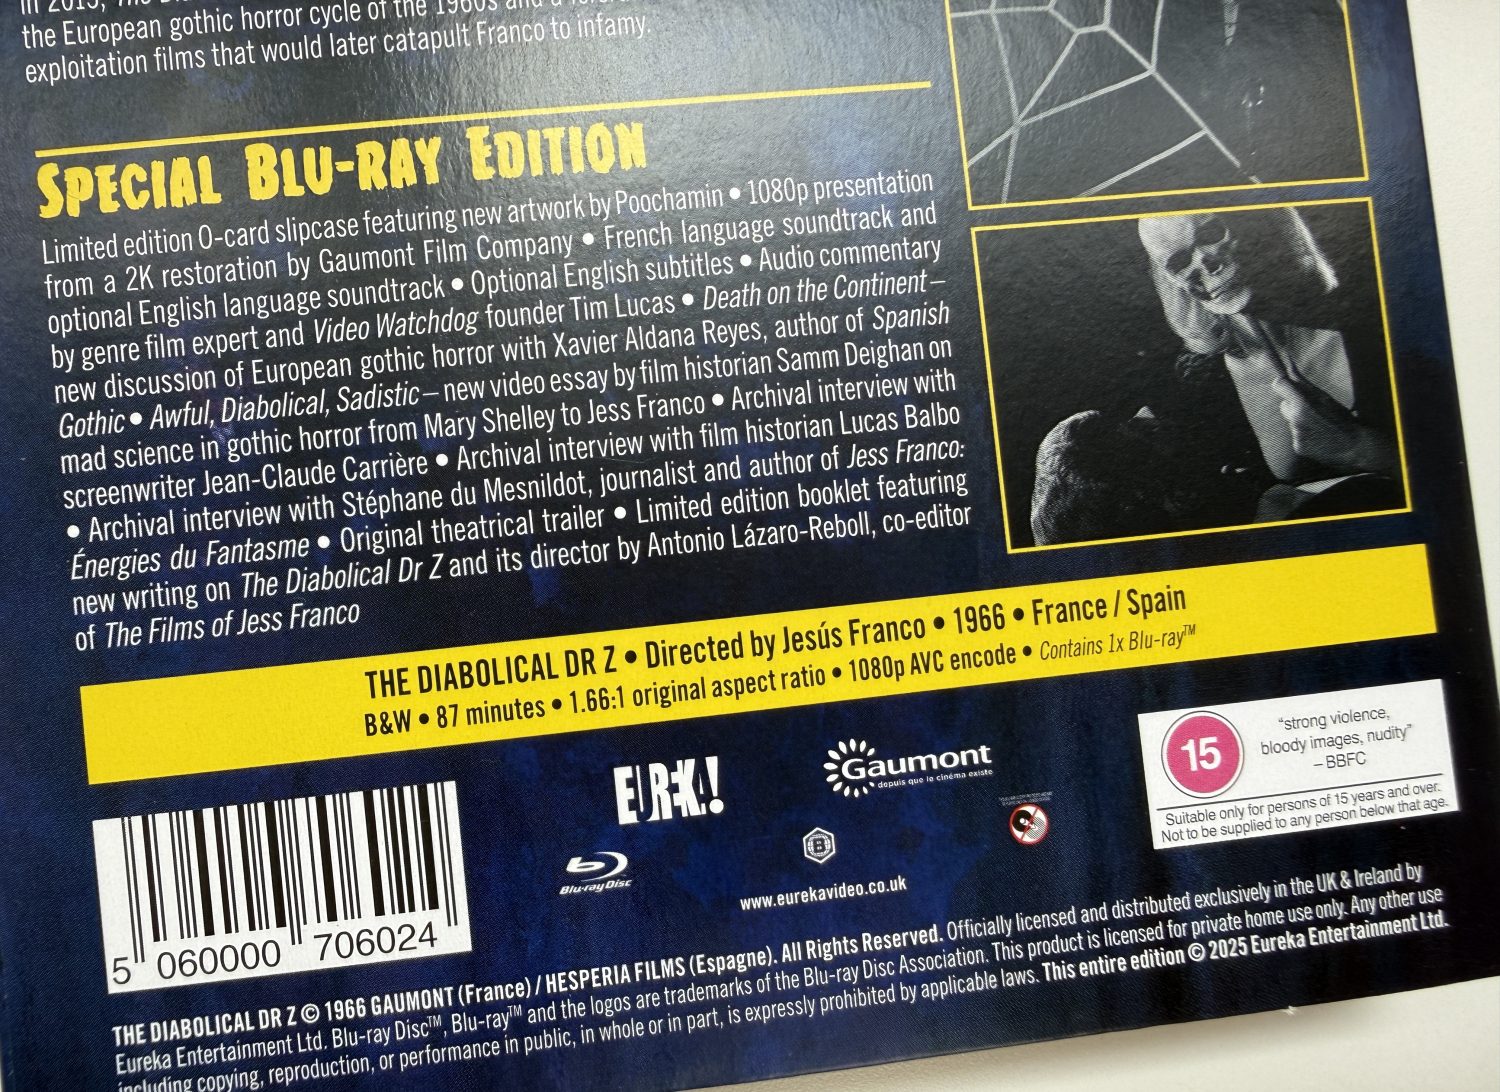 the European gothic horror cycle of the 1960s and a
exploitation films that would later catapult Franco to infamy.
SPECIAL BLU-RAY EDITION
Limited edition O-card slipcase featuring new artwork by Poochamin • 1080p presentation
from a 2K restoration by Gaumont Film Company • French language soundtrack and
optional English language soundtrack • Optional English subtitles • Audio commentary
by genre film expert and Video Watchdog founder Tim Lucas • Death on the Continent –
new discussion of European gothic horror with Xavier Aldana Reyes, author of Spanish
Gothic • Awful, Diabolical, Sadistic – new video essay by film historian Samm Deighan on
mad science in gothic horror from Mary Shelley to Jess Franco • Archival interview with
screenwriter Jean-Claude Carrière • Archival interview with film historian Lucas Balbo
• Archival interview with Stéphane du Mesnildot, journalist and author of Jess Franco:
Énergies du Fantasme • Original theatrical trailer • Limited edition booklet featuring
new writing on The Diabolical Dr Z and its director by Antonio Lázaro-Reboll, co-editor
of The Films of Jess Franco
THE DIABOLICAL DR Z • Directed by Jesús Franco • 1966 • France / Spain
B&W • 87 minutes • 1.66:1 original aspect ratio • 1080p AVC encode • Contains 1x Blu-ray™
EUREKA!
Gaumont
depuis que le cinéma existe
15
"strong violence,
bloody images, nudity"
– BBFC
Suitable only for persons of 15 years and over.
Not to be supplied to any person below that age.
Blu-ray Disc
B
www.eurekavideo.co.uk
5 060000 706024
THE DIABOLICAL DR Z © 1966 GAUMONT (France) / HESPERIA FILMS (Espagne). All Rights Reserved. Officially licensed and distributed exclusively in the UK & Ireland by
Eureka Entertainment Ltd. Blu-ray Disc™, Blu-ray™ and the logos are trademarks of the Blu-ray Disc Association. This product is licensed for private home use only. Any other use
including copying, reproduction, or performance in public, in whole or in part, is expressly prohibited by applicable laws. This entire edition © 2025 Eureka Entertainment Ltd.